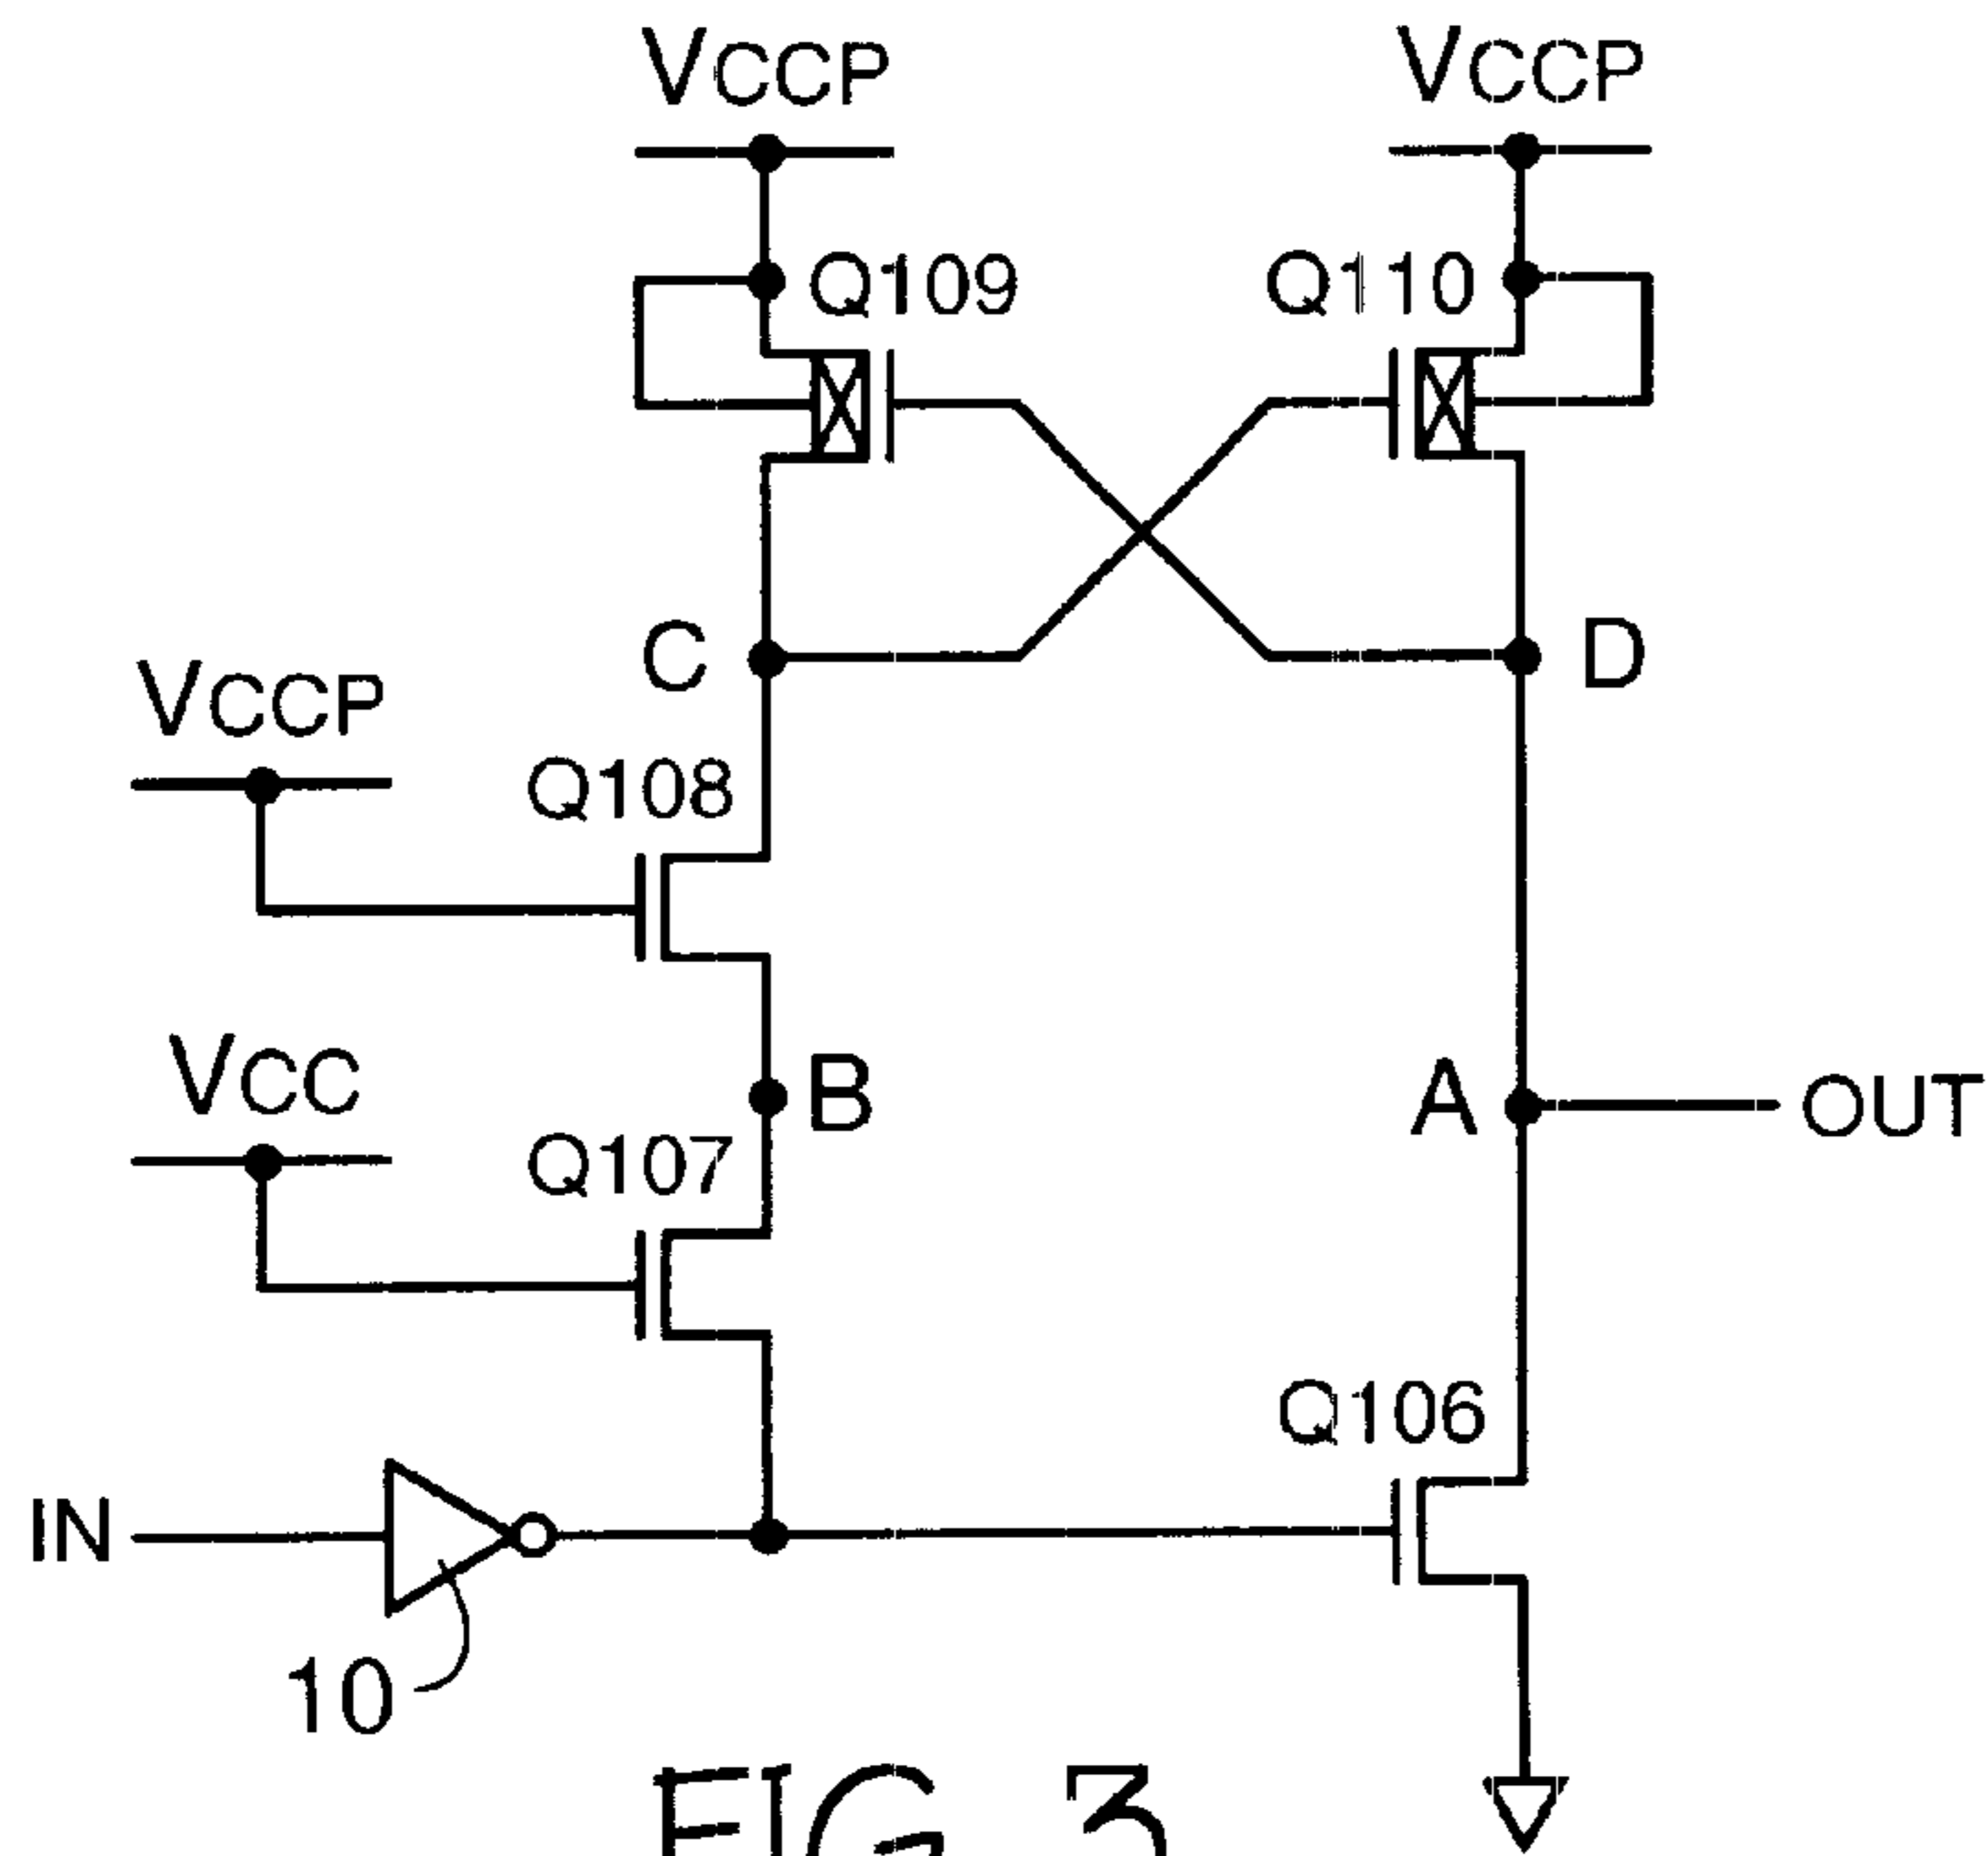 VCCP
VCCP
Q109
Q110
C
D
VCCP
Q108
VCC
B
A
OUT
Q107
Q106
IN
10
FIG. 3